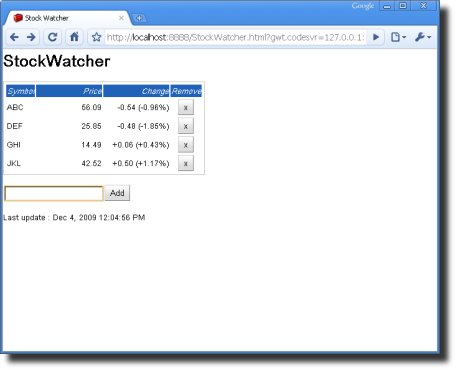 Google
Stock Watcher
http://localhost:8888/StockWatcher.html?gwt.codesvr=127.0.0.1:
StockWatcher
Symbol Price Change Remove
ABC 56.09 -0.54 (-0.96%) x
DEF 25.85 -0.48 (-1.85%) x
GHI 14.49 +0.06 (+0.43%) x
JKL 42.52 +0.50 (+1.17%) x
Add
Last update : Dec 4, 2009 12:04:56 PM